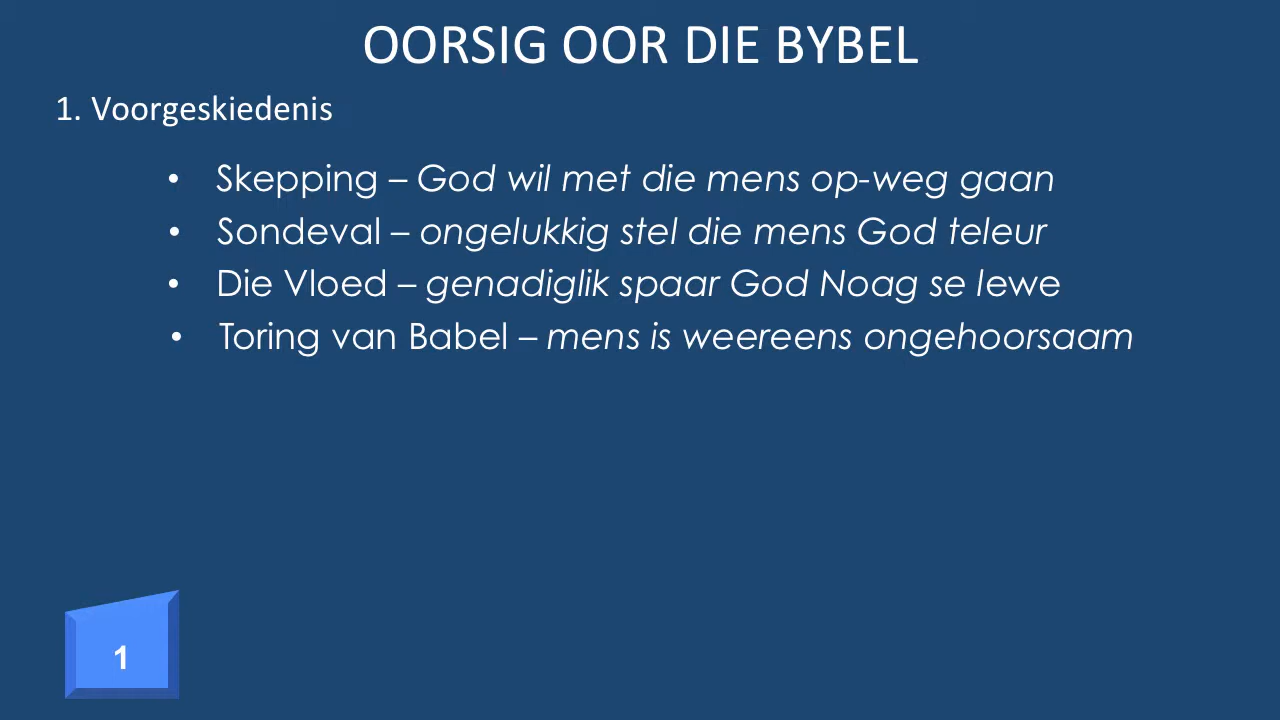 OORSIG OOR DIE BYBEL
1. Voorgeskiedenis
• Skepping – God wil met die mens op-weg gaan
• Sondeval – ongelukkig stel die mens God teleur
• Die Vloed – genadiglik spaar God Noag se lewe
• Toring van Babel – mens is weereens ongehoorsaam
1